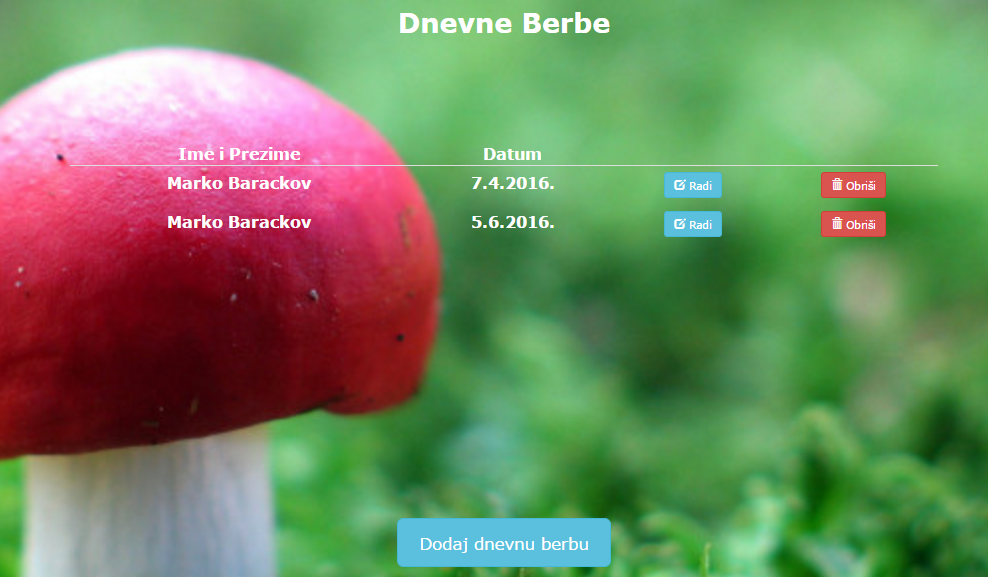 Dnevne Berbe
Ime i Prezime Datum
Marko Barackov 7.4.2016. Radi Obriši
Marko Barackov 5.6.2016. Radi Obriši
Dodaj dnevnu berbu